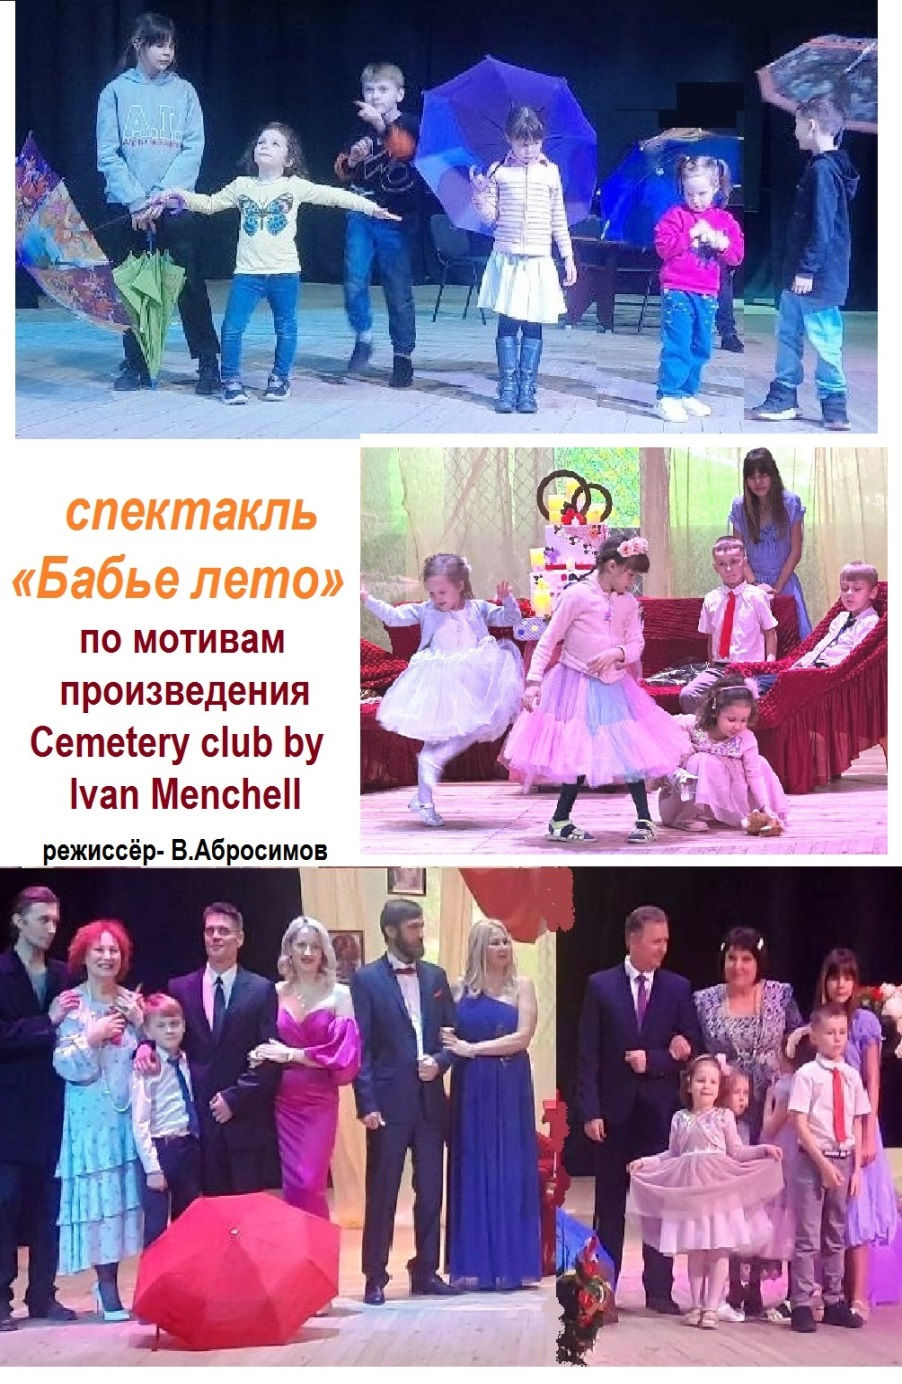 A.I.
спектакль
«Бабье лето»
по мотивам
произведения
Cemetery club by
Ivan Menchell
режиссёр- В.Абросимов